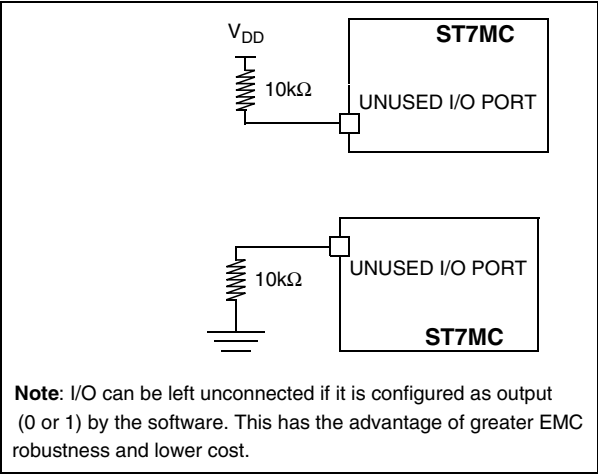 V_DD
ST7MC
10kΩ
UNUSED I/O PORT
UNUSED I/O PORT
10kΩ
ST7MC
Note: I/O can be left unconnected if it is configured as output
(0 or 1) by the software. This has the advantage of greater EMC
robustness and lower cost.